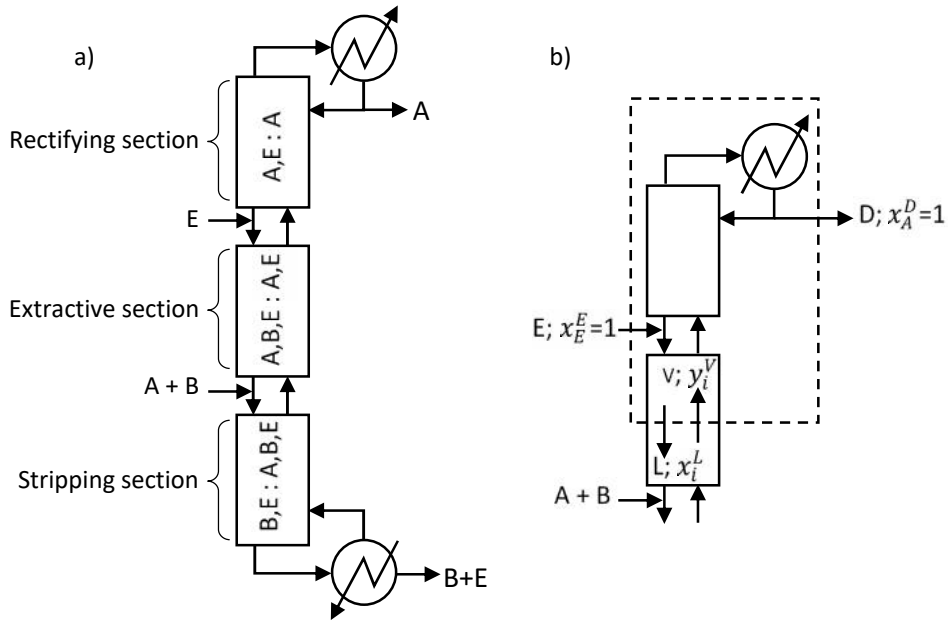 a)
Rectifying section
A,E : A
A
E
Extractive section
A,B,E : A,E
A + B
Stripping section
B,E : A,B,E
B+E
b)
D; $x_A^D$=1
E; $x_E^E$=1
V; $y_i^V$
L; $x_i^L$
A + B